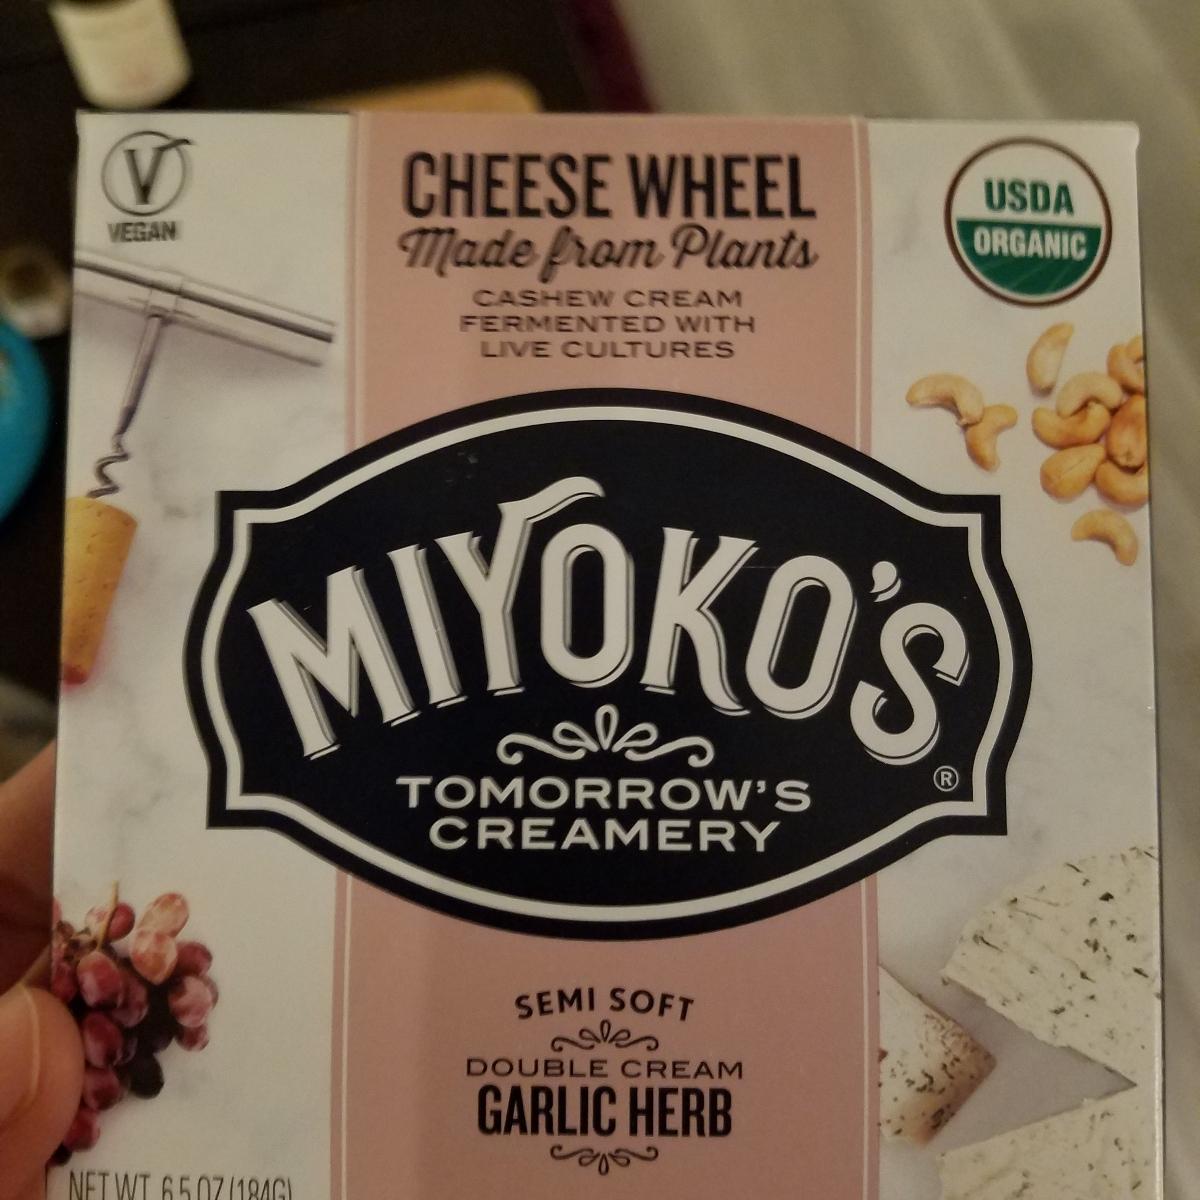 V
VEGAN
CHEESE WHEEL
Made from Plants
CASHEW CREAM
FERMENTED WITH
LIVE CULTURES
USDA
ORGANIC
MIYOKO'S
®
TOMORROW'S
CREAMERY
SEMI SOFT
DOUBLE CREAM
GARLIC HERB
NET WT. 6.5 OZ (184G)